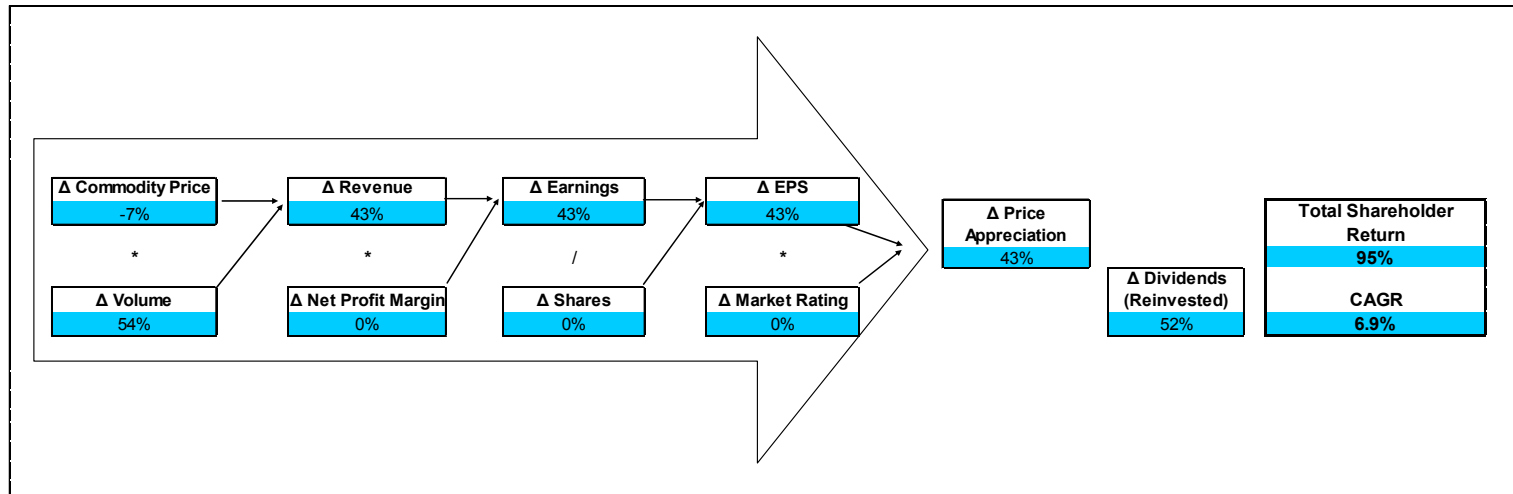 Δ Commodity Price
-7%
*
Δ Volume
54%
Δ Revenue
43%
*
Δ Net Profit Margin
0%
Δ Earnings
43%
/
Δ Shares
0%
Δ EPS
43%
*
Δ Market Rating
0%
Δ Price
Appreciation
43%
Δ Dividends
(Reinvested)
52%
Total Shareholder
Return
95%
CAGR
6.9%